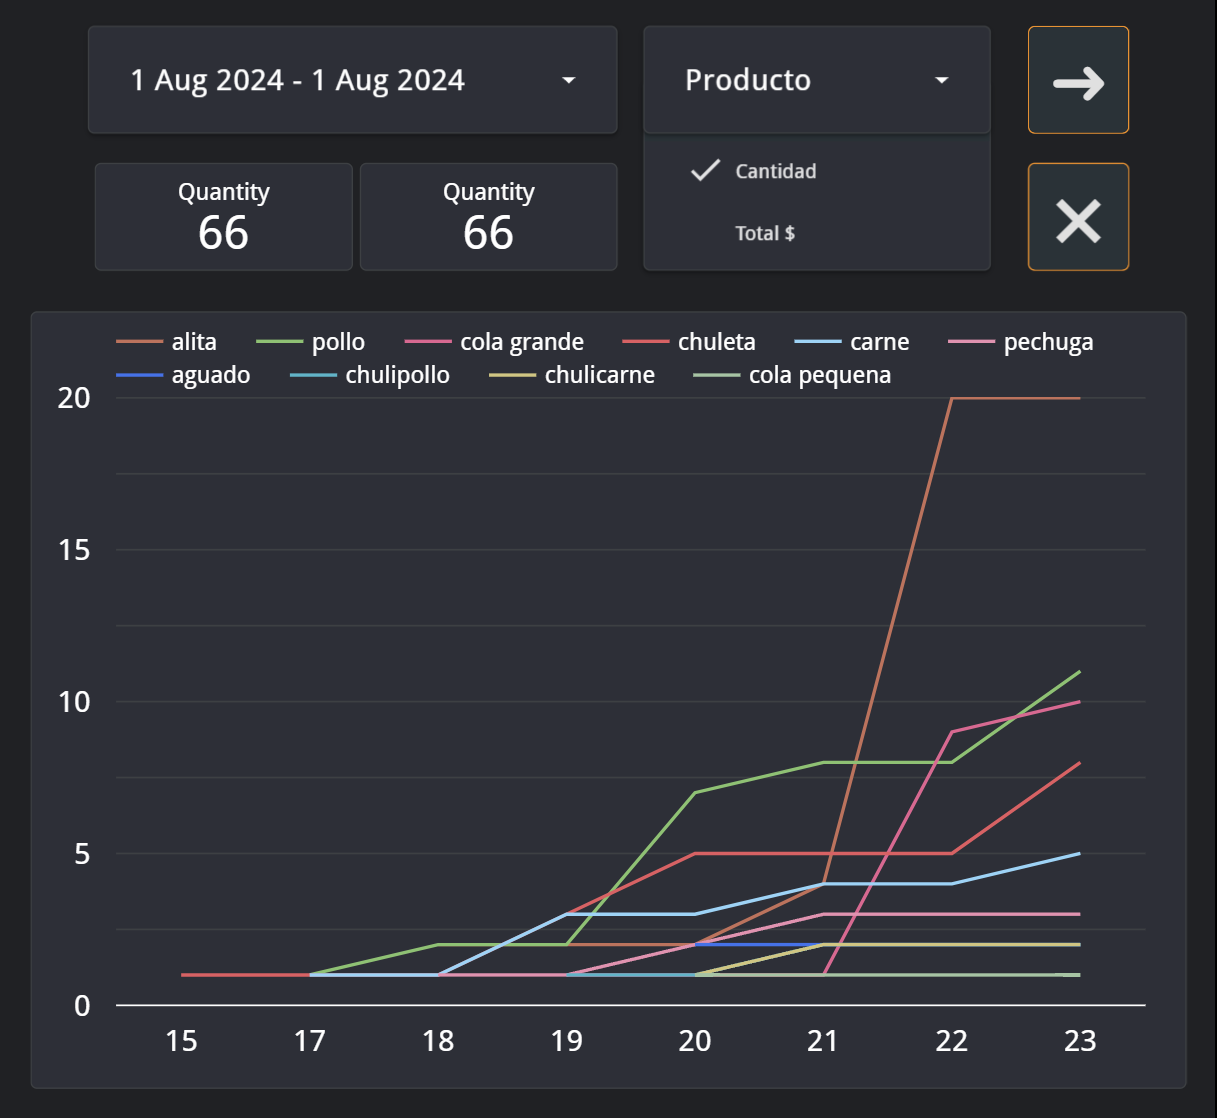 1 Aug 2024 - 1 Aug 2024
Producto
Cantidad
Total $
Quantity
66
Quantity
66
alita pollo cola grande chuleta carne pechuga
aguado chulipollo chulicarne cola pequena
20
15
10
5
0
15 17 18 19 20 21 22 23